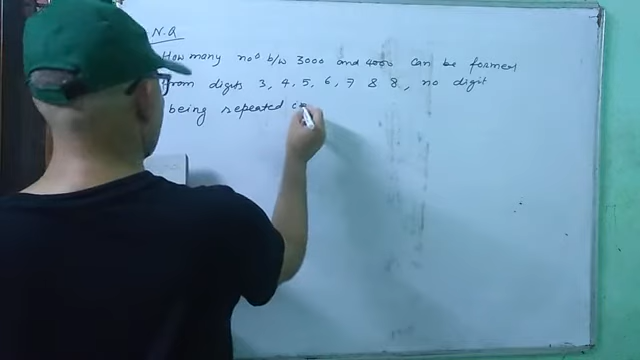 N.Q
How many noo b/w 3000 and 4000 can be formed
from digits 3, 4, 5, 6, 7 & 8, no digit
being repeated